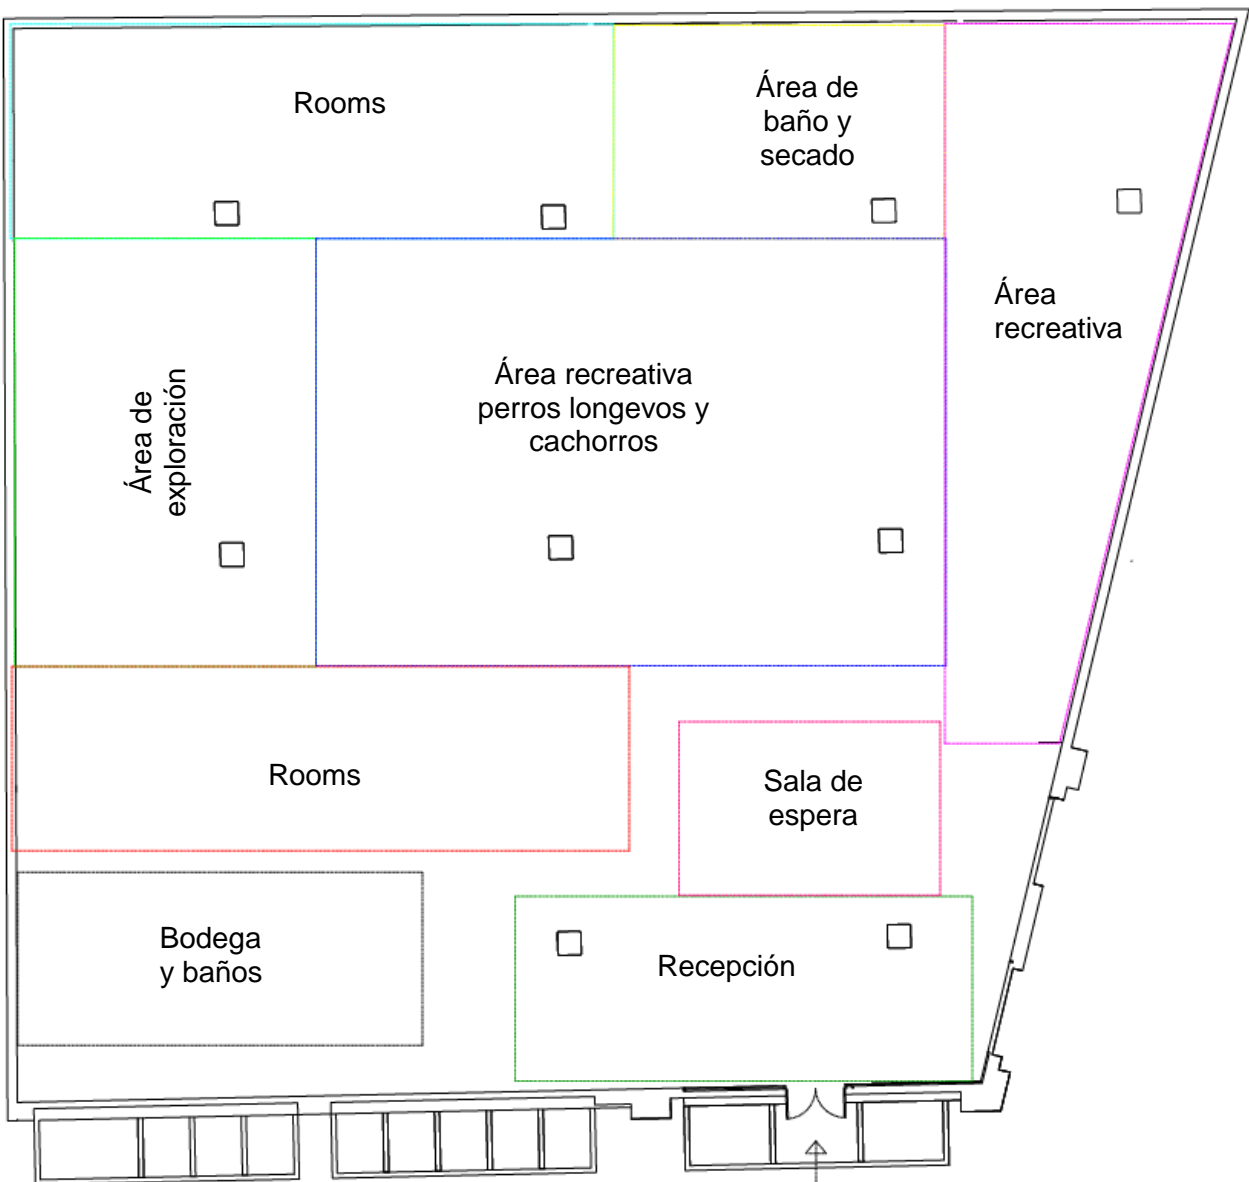 Rooms
Área de
baño y
secado
Área
recreativa
Área de
exploración
Área recreativa
perros longevos y
cachorros
Rooms
Sala de
espera
Bodega
y baños
Recepción